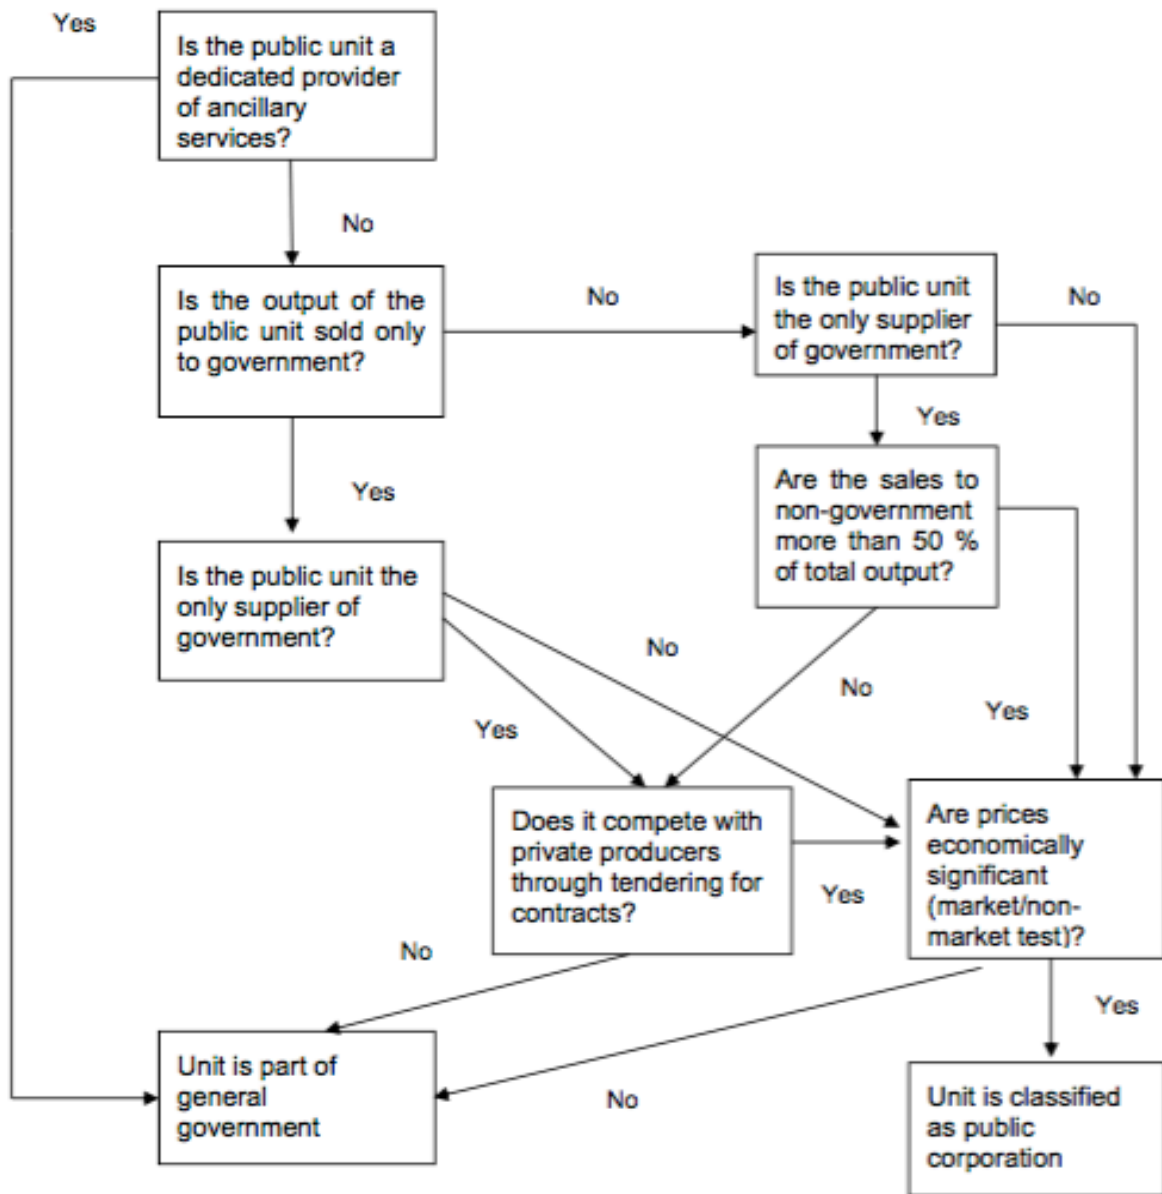 Yes
Is the public unit a
dedicated provider
of ancillary
services?
No
Is the output of the
public unit sold only
to government?
No
Is the public unit
the only supplier
of government?
No
Yes
Are the sales to
non-government
more than 50 %
of total output?
Yes
Is the public unit the
only supplier of
government?
No
No
Yes
Yes
Does it compete with
private producers
through tendering for
contracts?
Yes
Are prices
economically
significant
(market/non-
market test)?
No
Yes
Unit is part of
general
government
No
Unit is classified
as public
corporation